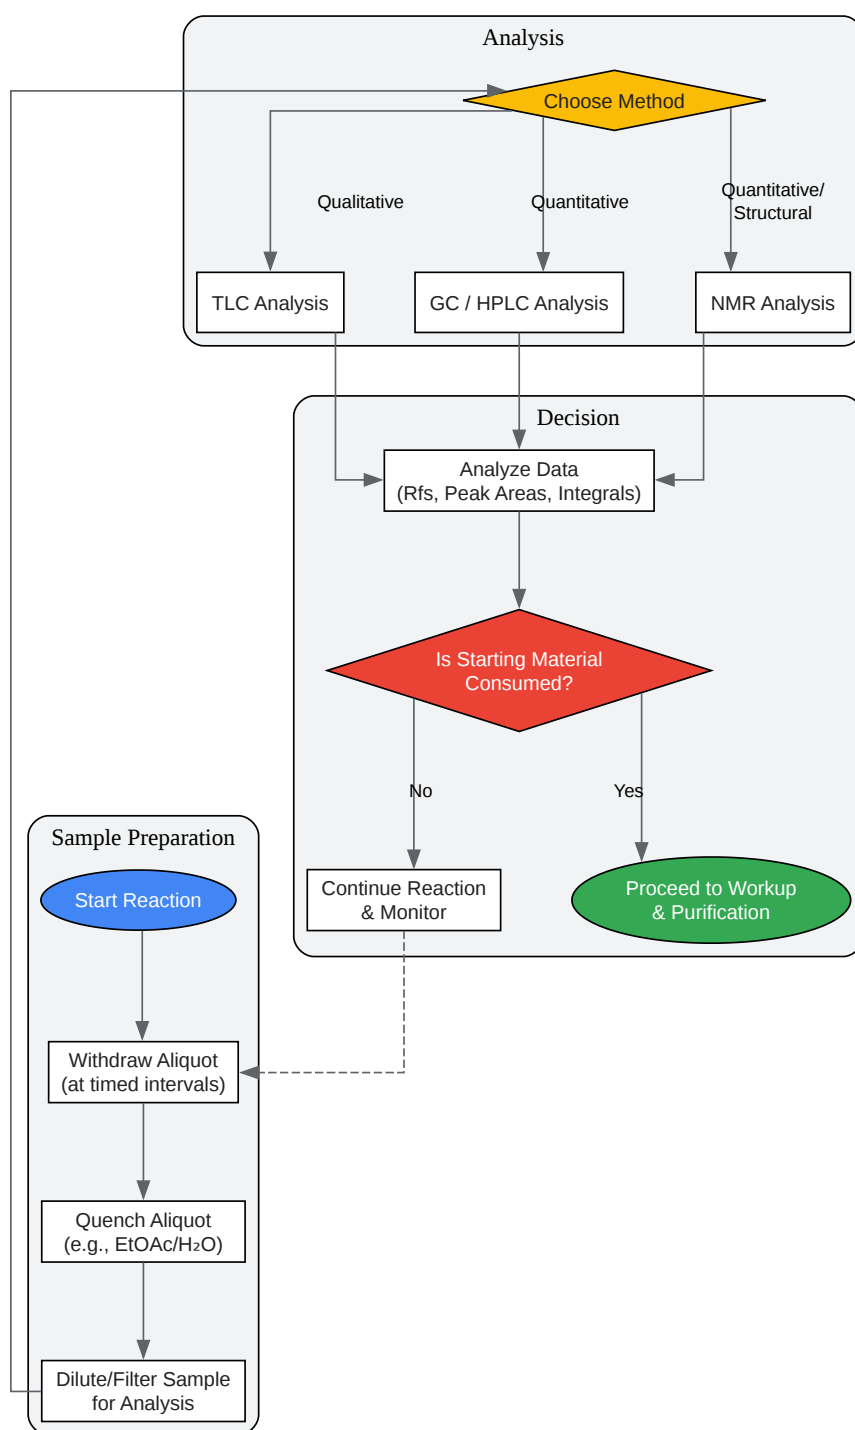 Analysis
Choose Method
Qualitative
Quantitative
Quantitative/
Structural
TLC Analysis
GC / HPLC Analysis
NMR Analysis
Decision
Analyze Data
(Rfs, Peak Areas, Integrals)
Is Starting Material
Consumed?
No
Yes
Continue Reaction
& Monitor
Proceed to Workup
& Purification
Sample Preparation
Start Reaction
Withdraw Aliquot
(at timed intervals)
Quench Aliquot
(e.g., EtOAc/H₂O)
Dilute/Filter Sample
for Analysis